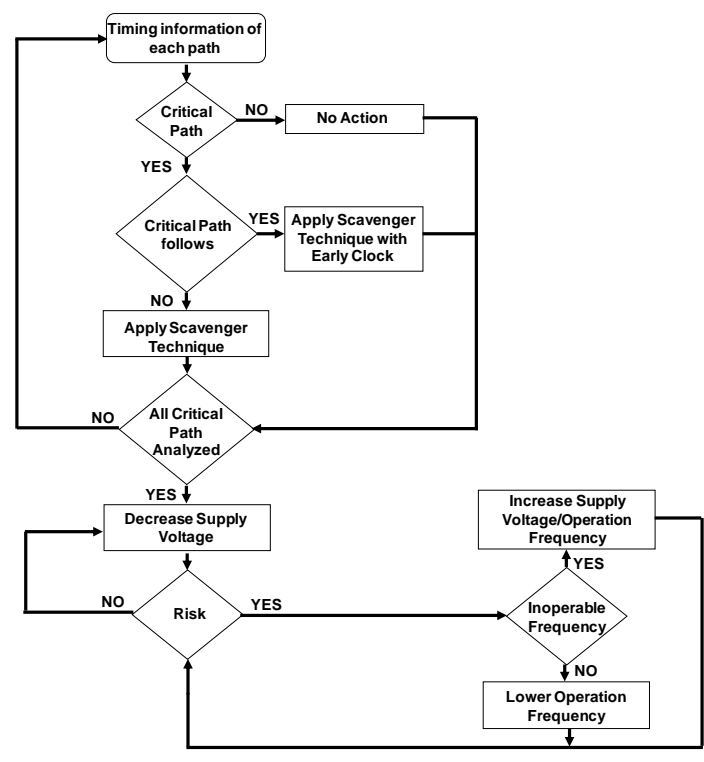 Timing information of
each path
Critical
Path
NO
No Action
YES
Critical Path
follows
YES
Apply Scavenger
Technique with
Early Clock
NO
Apply Scavenger
Technique
All Critical
Path
Analyzed
NO
YES
Decrease Supply
Voltage
Increase Supply
Voltage/Operation
Frequency
YES
NO
Risk
YES
Inoperable
Frequency
NO
Lower Operation
Frequency